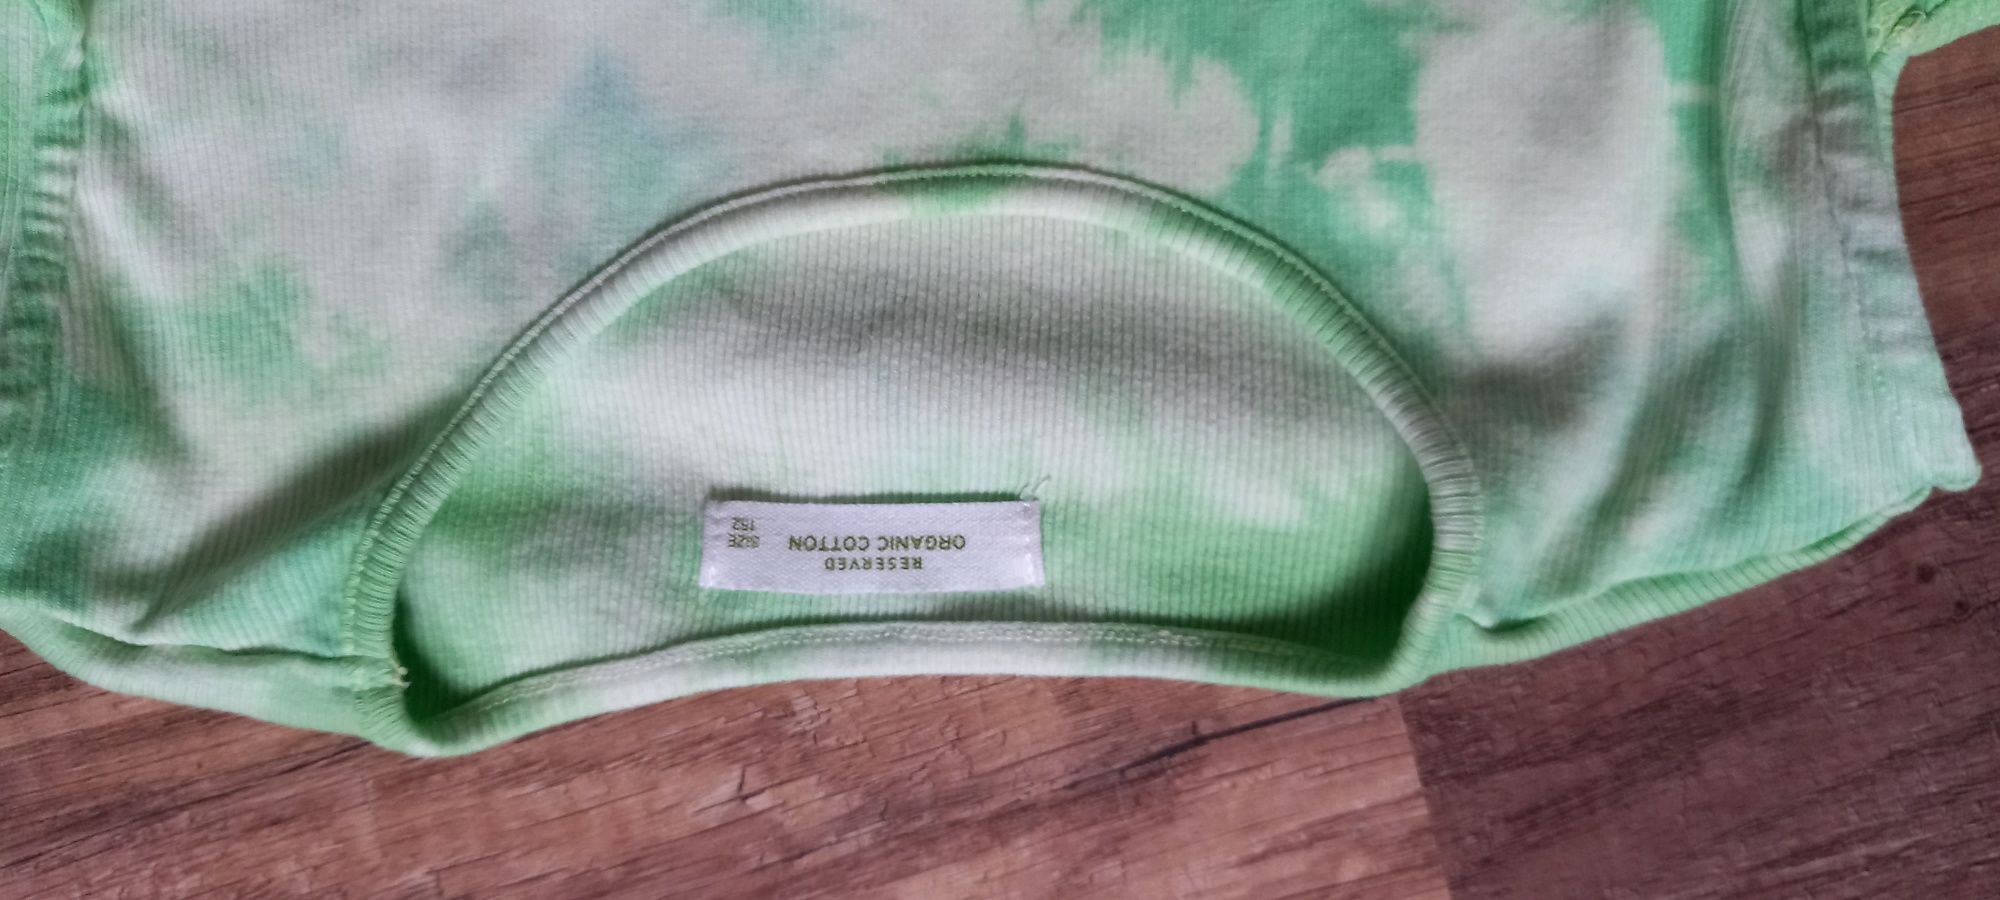 RESERVED
ORGANIC COTTON
SIZE
152